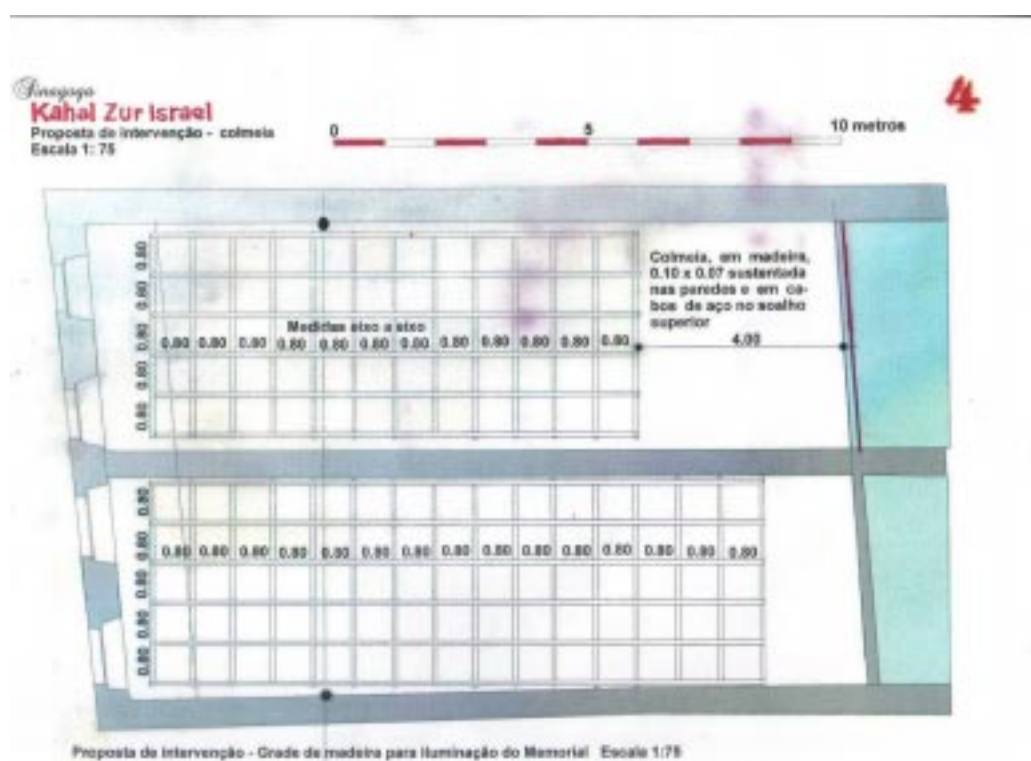 Sinagoga
Kahal Zur Israel
Proposta de intervenção - colmeia
Escala 1: 75
4
0 5 10 metros
Colmeia, em madeira,
0.10 x 0.07 sustentada
nas paredes e em ca-
bos de aço no soalho
superior
4.00
0.80
0.80
0.80
0.80
0.80
Medidas eixo a eixo
0.80 0.80 0.80 0.80 0.80 0.80 0.80 0.80 0.80 0.80 0.80 0.80
0.80
0.80
0.80
0.80
0.80
0.80 0.80 0.80 0.80 0.80 0.80 0.80 0.80 0.80 0.80 0.80 0.80 0.80 0.80 0.80
Proposta de intervenção - Grade de madeira para iluminação do Memorial Escale 1:75